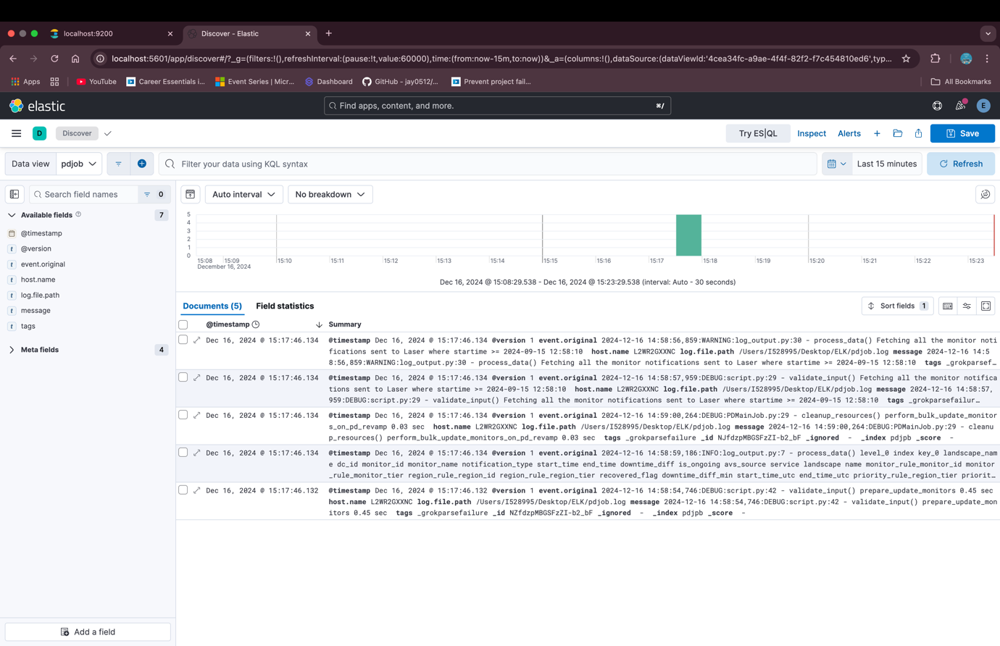 localhost:9200
Discover - Elastic
localhost:5601/app/discover#/?_g=(filters:!(),refreshInterval:(pause:!t,value:60000),time:(from:now-15m,to:now))&_a=(columns:!(),dataSource:(dataViewId:'4cea34fc-a9ae-4f4f-82f2-f7c454810ed6',typ...
Apps
YouTube
Career Essentials i...
Event Series | Micr...
Dashboard
GitHub - jay0512/...
Prevent project fail...
All Bookmarks
elastic
Find apps, content, and more.
⌘/
E
D
Discover
Try ES|QL
Inspect
Alerts
Save
Data view
pdjob
Filter your data using KQL syntax
Last 15 minutes
Refresh
Search field names
0
Auto interval
No breakdown
Available fields
7
@timestamp
t @version
t event.original
t host.name
t log.file.path
t message
t tags
Meta fields
4
5
4
3
2
1
0
15:08 15:09 15:10 15:11 15:12 15:13 15:14 15:15 15:16 15:17 15:18 15:19 15:20 15:21 15:22 15:23
December 16, 2024
Dec 16, 2024 @ 15:08:29.538 - Dec 16, 2024 @ 15:23:29.538 (interval: Auto - 30 seconds)
Documents (5)
Field statistics
Sort fields 1
@timestamp
Summary
Dec 16, 2024 @ 15:17:46.134 @timestamp Dec 16, 2024 @ 15:17:46.134 @version 1 event.original 2024-12-16 14:58:56,859:WARNING:log_output.py:30 - process_data() Fetching all the monitor noti
fications sent to Laser where startime >= 2024-09-15 12:58:10 host.name L2WR2GXXNC log.file.path /Users/I528995/Desktop/ELK/pdjob.log message 2024-12-16 14:5
8:56,859:WARNING:log_output.py:30 - process_data() Fetching all the monitor notifications sent to Laser where startime >= 2024-09-15 12:58:10 tags _grokparsef...
Dec 16, 2024 @ 15:17:46.134 @timestamp Dec 16, 2024 @ 15:17:46.134 @version 1 event.original 2024-12-16 14:58:57,959:DEBUG:script.py:29 - validate_input() Fetching all the monitor notifica
tions sent to Laser where startime >= 2024-09-15 12:58:10 host.name L2WR2GXXNC log.file.path /Users/I528995/Desktop/ELK/pdjob.log message 2024-12-16 14:58:57,
959:DEBUG:script.py:29 - validate_input() Fetching all the monitor notifications sent to Laser where startime >= 2024-09-15 12:58:10 tags _grokparsefailur...
Dec 16, 2024 @ 15:17:46.134 @timestamp Dec 16, 2024 @ 15:17:46.134 @version 1 event.original 2024-12-16 14:59:00,264:DEBUG:PDMainJob.py:29 - cleanup_resources() perform_bulk_update_monitor
s_on_pd_revamp 0.03 sec host.name L2WR2GXXNC log.file.path /Users/I528995/Desktop/ELK/pdjob.log message 2024-12-16 14:59:00,264:DEBUG:PDMainJob.py:29 - cleanu
p_resources() perform_bulk_update_monitors_on_pd_revamp 0.03 sec tags _grokparsefailure _id NJfdzpMBGSFzZI-b2_bF _ignored - _index pdjpb _score -
Dec 16, 2024 @ 15:17:46.134 @timestamp Dec 16, 2024 @ 15:17:46.134 @version 1 event.original 2024-12-16 14:58:59,186:INFO:log_output.py:7 - process_data() level_0 index key_0 landscape_nam
e dc_id monitor_id monitor_name notification_type start_time end_time downtime_diff is_ongoing avs_source service landscape name monitor_rule_monitor_id monitor
_rule_monitor_tier region_rule_region_id region_rule_region_tier recovered_flag downtime_diff_min start_time_utc end_time_utc priority_rule_region_tier priorit...
Dec 16, 2024 @ 15:17:46.132 @timestamp Dec 16, 2024 @ 15:17:46.132 @version 1 event.original 2024-12-16 14:58:54,746:DEBUG:script.py:42 - validate_input() prepare_update_monitors 0.45 sec
host.name L2WR2GXXNC log.file.path /Users/I528995/Desktop/ELK/pdjob.log message 2024-12-16 14:58:54,746:DEBUG:script.py:42 - validate_input() prepare_update_mon
itors 0.45 sec tags _grokparsefailure _id NZfdzpMBGSFzZI-b2_bF _ignored - _index pdjpb _score -
Add a field